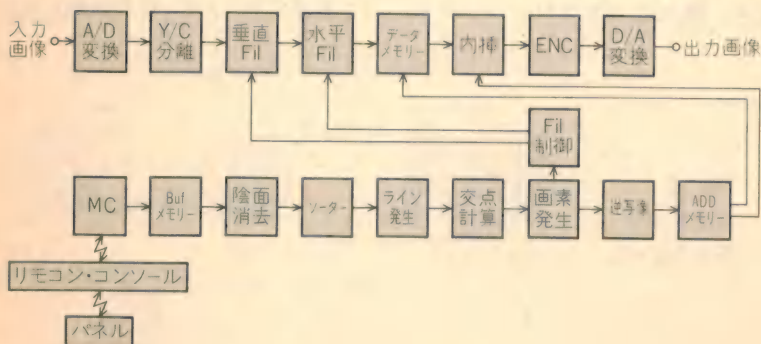 入力
画像
A/D
変換
Y/C
分離
垂直
Fil
水平
Fil
データ
メモリー
内挿
ENC
D/A
変換
出力画像
Fil
制御
MC
Buf
メモリー
陰面
消去
ソーター
ライン
発生
交点
計算
画素
発生
逆写像
ADD
メモリー
リモコン・コンソール
パネル